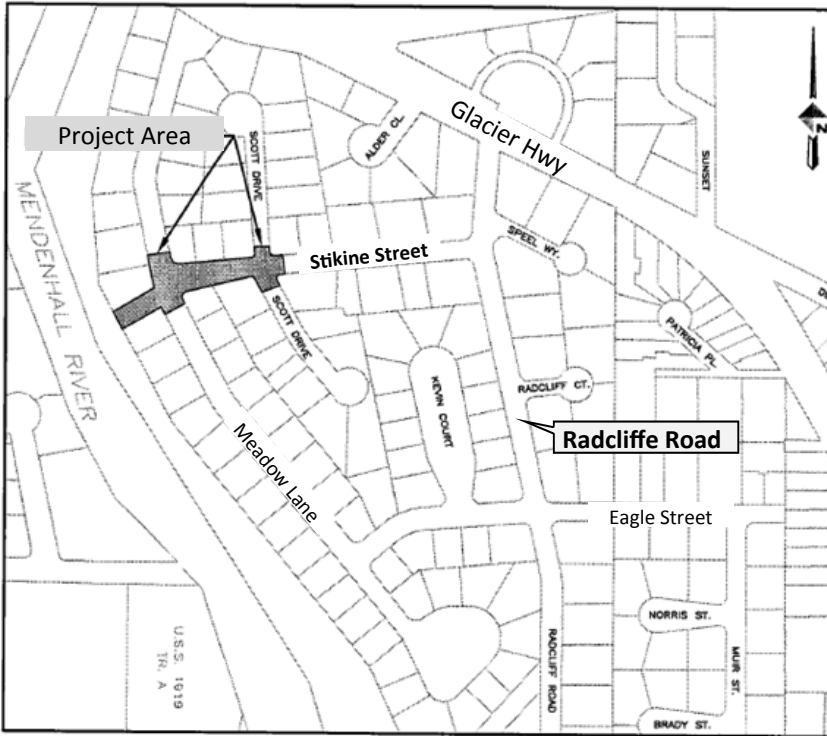 Project Area
SCOTT DRIVE
ALDER CL.
Glacier Hwy
SUNSET
N
MENDENHALL RIVER
Stikine Street
SPEEL WY.
SCOTT DRIVE
PATRICIA PL.
KEVIN COURT
RADCLIFF CT.
Radcliffe Road
Meadow Lane
Eagle Street
U.S.S. 1919
TR. A
RADCLIFF ROAD
NORRIS ST.
MUIR ST.
BRADY ST.